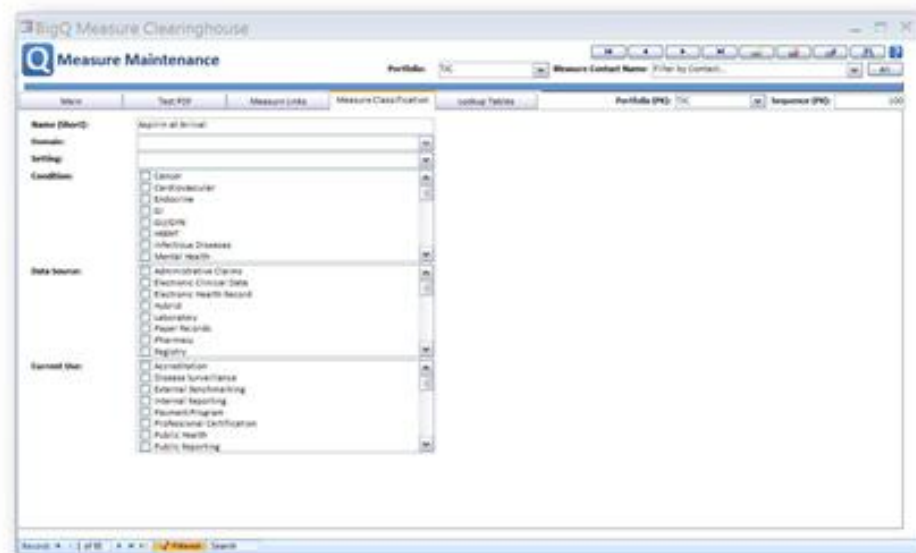 BigQ Measure Clearinghouse
Measure Maintenance
Portfolio: TJC Measure Contact Name: Filter by Contact...
Main Test PDF Measure Links Measure Classification Lookup Tables Portfolio (PK): TJC Sequence (PK): 100
Name (Short): Aspirin at Arrival
Domain:
Setting:
Condition: Cancer
Cardiovascular
Endocrine
GI
GU/GYN
HEENT
Infectious Diseases
Mental Health
Data Source: Administrative Claims
Electronic Clinical Data
Electronic Health Record
Hybrid
Laboratory
Paper Records
Pharmacy
Registry
Current Use: Accreditation
Disease Surveillance
External Benchmarking
Internal Reporting
Payment Program
Professional Certification
Public Health
Public Reporting
Record: 1 of Filtered Search